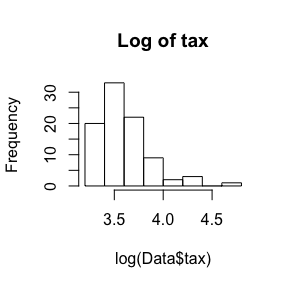 Log of tax
Frequency
30
20
10
0
3.5 4.0 4.5
log(Data$tax)